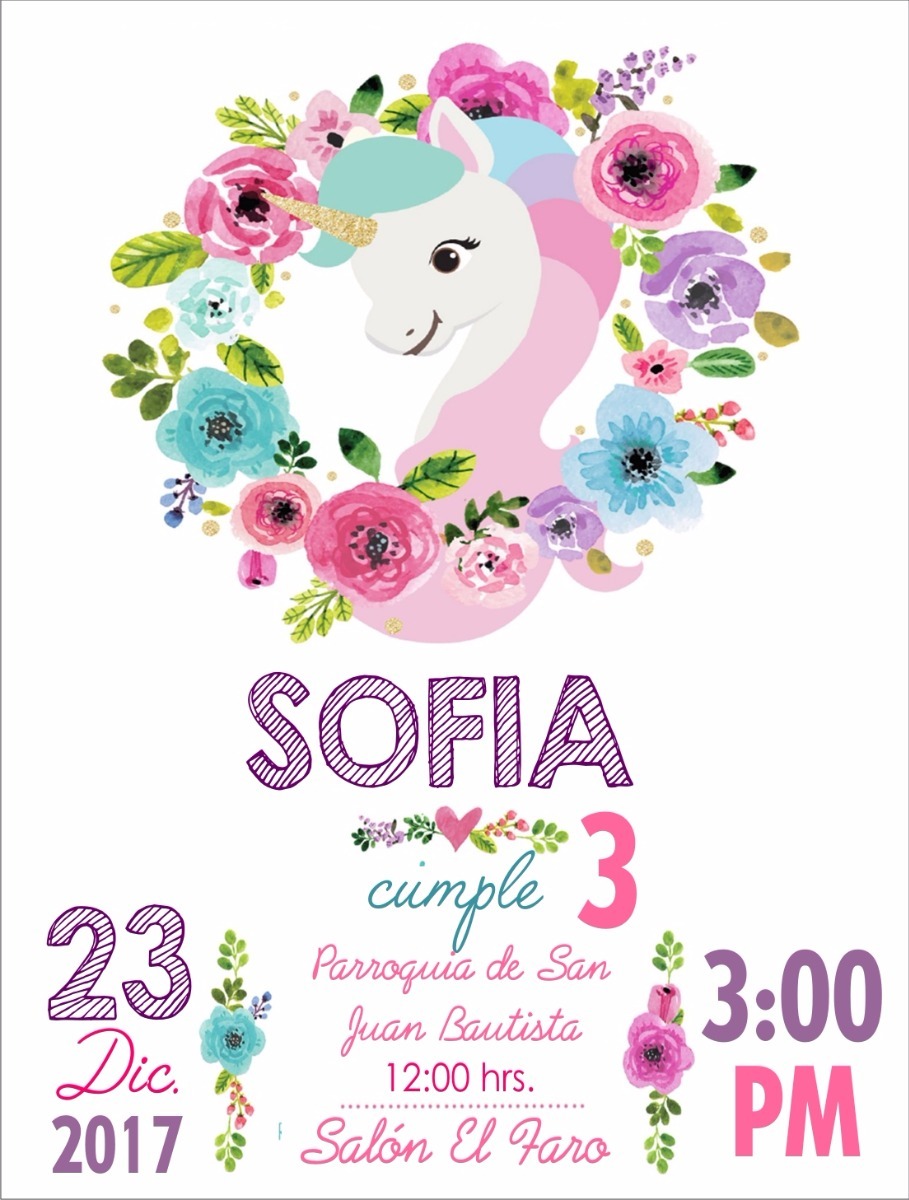 SOFIA
cumple 3
23
Dic.
2017
Parroquia de San
Juan Bautista
12:00 hrs.
Salón El Faro
3:00
PM